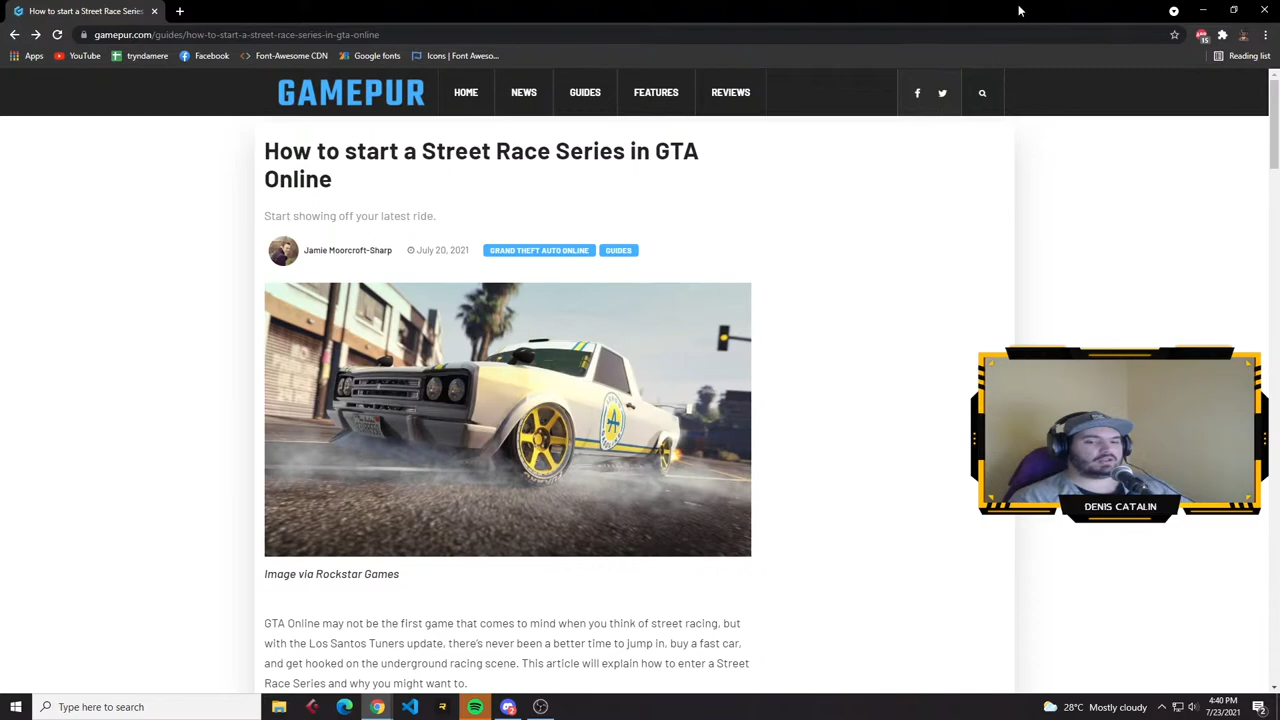 How to start a Street Race Series
gamepur.com/guides/how-to-start-a-street-race-series-in-gta-online
15
Apps YouTube tryndamere Facebook Awesome-CDN Google fonts Icons | Font Aweso... Reading list
GAMEPUR HOME NEWS GUIDES FEATURES REVIEWS
How to start a Street Race Series in GTA
Online
Start showing off your latest ride.
Jamie Moorcroft-Sharp July 20, 2021 GRAND THEFT AUTO ONLINE GUIDES
Image via Rockstar Games
DENIS CATALIN
GTA Online may not be the first game that comes to mind when you think of street racing, but
with the Los Santos Tuners update, there's never been a better time to jump in, buy a fast car,
and get hooked on the underground racing scene. This article will explain how to enter a Street
Race Series and why you might want to.
Type here to search
28°C Mostly cloudy
4:40 PM
7/23/2021
2